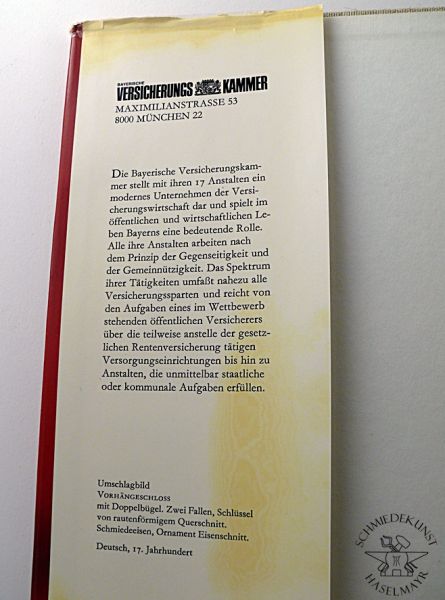 BAYERISCHE
VERSICHERUNGS KAMMER
MAXIMILIANSTRASSE 53
8000 MÜNCHEN 22
Die Bayerische Versicherungskam-
mer stellt mit ihren 17 Anstalten ein
modernes Unternehmen der Versi-
cherungswirtschaft dar und spielt im
öffentlichen und wirtschaftlichen Le-
ben Bayerns eine bedeutende Rolle.
Alle ihre Anstalten arbeiten nach
dem Prinzip der Gegenseitigkeit und
der Gemeinnützigkeit. Das Spektrum
ihrer Tätigkeiten umfaßt nahezu alle
Versicherungssparten und reicht von
den Aufgaben eines im Wettbewerb
stehenden öffentlichen Versicherers
über die teilweise anstelle der gesetz-
lichen Rentenversicherung tätigen
Versorgungseinrichtungen bis hin zu
Anstalten, die unmittelbar staatliche
oder kommunale Aufgaben erfüllen.
Umschlagbild
VORHÄNGESCHLOSS
mit Doppelbügel. Zwei Fallen, Schlüssel
von rautenförmigem Querschnitt.
Schmiedeeisen, Ornament Eisenschnitt.
Deutsch, 17. Jahrhundert
SCHMIEDEKUNST
HASELMAYR